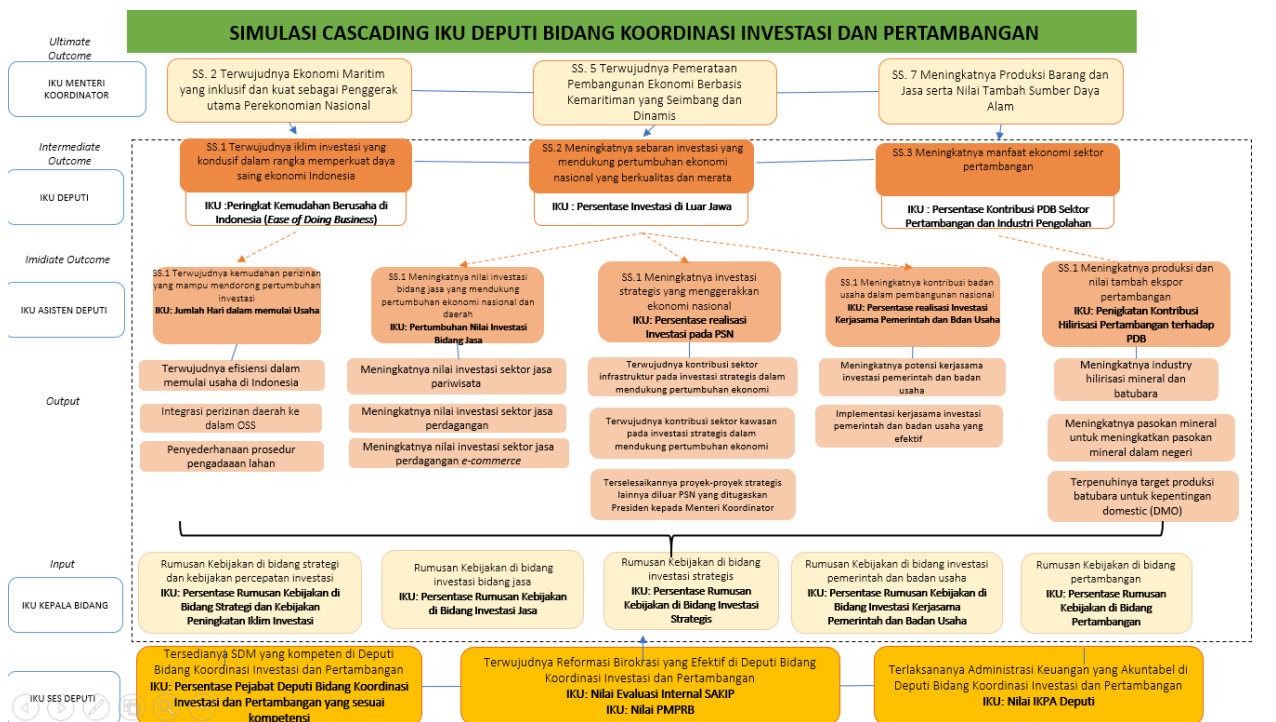 SIMULASI CASCADING IKU DEPUTI BIDANG KOORDINASI INVESTASI DAN PERTAMBANGAN
Ultimate
Outcome
IKU MENTERI
KOORDINATOR
SS. 2 Terwujudnya Ekonomi Maritim
yang inklusif dan kuat sebagai Penggerak
utama Perekonomian Nasional
SS. 5 Terwujudnya Pemerataan
Pembangunan Ekonomi Berbasis
Kemaritiman yang Seimbang dan
Dinamis
SS. 7 Meningkatnya Produksi Barang dan
Jasa serta Nilai Tambah Sumber Daya
Alam
Intermediate
Outcome
IKU DEPUTI
SS.1 Terwujudnya iklim investasi yang
kondusif dalam rangka memperkuat daya
saing ekonomi Indonesia
IKU :Peringkat Kemudahan Berusaha di
Indonesia (Ease of Doing Business)
SS.2 Meningkatnya sebaran investasi yang
mendukung pertumbuhan ekonomi
nasional yang berkualitas dan merata
IKU : Persentase Investasi di Luar Jawa
SS.3 Meningkatnya manfaat ekonomi sektor
pertambangan
IKU : Persentase Kontribusi PDB Sektor
Pertambangan dan Industri Pengolahan
Imidiate Outcome
IKU ASISTEN DEPUTI
SS.1 Terwujudnya kemudahan perizinan
yang mampu mendorong pertumbuhan
investasi
IKU: Jumlah Hari dalam memulai Usaha
SS.1 Meningkatnya nilai investasi
bidang jasa yang mendukung
pertumbuhan ekonomi nasional dan
daerah
IKU: Pertumbuhan Nilai Investasi
Bidang Jasa
SS.1 Meningkatnya investasi
strategis yang menggerakkan
ekonomi nasional
IKU: Persentase realisasi
Investasi pada PSN
SS.1 Meningkatnya kontribusi badan
usaha dalam pembangunan nasional
IKU: Persentase realisasi Investasi
Kerjasama Pemerintah dan Bdan Usaha
SS.1 Meningkatnya produksi dan
nilai tambah ekspor
pertambangan
IKU: Penigkatan Kontribusi
Hilirisasi Pertambangan terhadap
PDB
Output
Terwujudnya efisiensi dalam
memulai usaha di Indonesia
Integrasi perizinan daerah ke
dalam OSS
Penyederhanaan prosedur
pengadaaan lahan
Meningkatnya nilai investasi sektor jasa
pariwisata
Meningkatnya nilai investasi sektor jasa
perdagangan
Meningkatnya nilai investasi sektor jasa
perdagangan e-commerce
Terwujudnya kontribusi sektor
infrastruktur pada investasi strategis dalam
mendukung pertumbuhan ekonomi
Terwujudnya kontribusi sektor kawasan
pada investasi strategis dalam
mendukung pertumbuhan ekonomi
Terselesaikannya proyek-proyek strategis
lainnya diluar PSN yang ditugaskan
Presiden kepada Menteri Koordinator
Meningkatnya potensi kerjasama
investasi pemerintah dan badan
usaha
Implementasi kerjasama investasi
pemerintah dan badan usaha yang
efektif
Meningkatnya industry
hilirisasi mineral dan
batubara
Meningkatnya pasokan mineral
untuk meningkatkan pasokan
mineral dalam negeri
Terpenuhinya target produksi
batubara untuk kepentingan
domestic (DMO)
Input
IKU KEPALA BIDANG
Rumusan Kebijakan di bidang strategi
dan kebijakan percepatan investasi
IKU: Persentase Rumusan Kebijakan di
Bidang Strategi dan Kebijakan
Peningkatan Iklim Investasi
Rumusan Kebijakan di bidang
investasi bidang jasa
IKU: Persentase Rumusan Kebijakan
di Bidang Investasi Jasa
Rumusan Kebijakan di bidang
investasi strategis
IKU: Persentase Rumusan
Kebijakan di Bidang Investasi
Strategis
Rumusan Kebijakan di bidang investasi
pemerintah dan badan usaha
IKU: Persentase Rumusan Kebijakan di
Bidang Investasi Kerjasama
Pemerintah dan Badan Usaha
Rumusan Kebijakan di bidang
pertambangan
IKU: Persentase Rumusan
Kebijakan di Bidang
Pertambangan
IKU SES DEPUTI
Tersedianya SDM yang kompeten di Deputi
Bidang Koordinasi Investasi dan Pertambangan
IKU: Persentase Pejabat Deputi Bidang Koordinasi
Investasi dan Pertambangan yang sesuai
kompetensi
Terwujudnya Reformasi Birokrasi yang Efektif di Deputi Bidang
Koordinasi Investasi dan Pertambangan
IKU: Nilai Evaluasi Internal SAKIP
IKU: Nilai PMPRB
Terlaksananya Administrasi Keuangan yang Akuntabel di
Deputi Bidang Koordinasi Investasi dan Pertambangan
IKU: Nilai IKPA Deputi